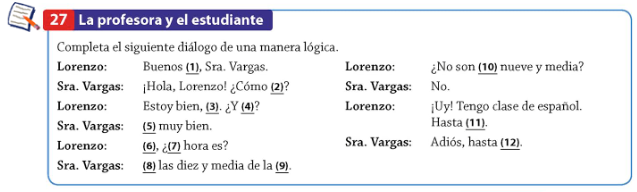 27 La profesora y el estudiante
Completa el siguiente diálogo de una manera lógica.
Lorenzo: Buenos (1), Sra. Vargas.
Sra. Vargas: ¡Hola, Lorenzo! ¿Cómo (2)?
Lorenzo: Estoy bien, (3). ¿Y (4)?
Sra. Vargas: (5) muy bien.
Lorenzo: (6), ¿(7) hora es?
Sra. Vargas: (8) las diez y media de la (9).
Lorenzo: ¿No son (10) nueve y media?
Sra. Vargas: No.
Lorenzo: ¡Uy! Tengo clase de español.
Hasta (11).
Sra. Vargas: Adiós, hasta (12).